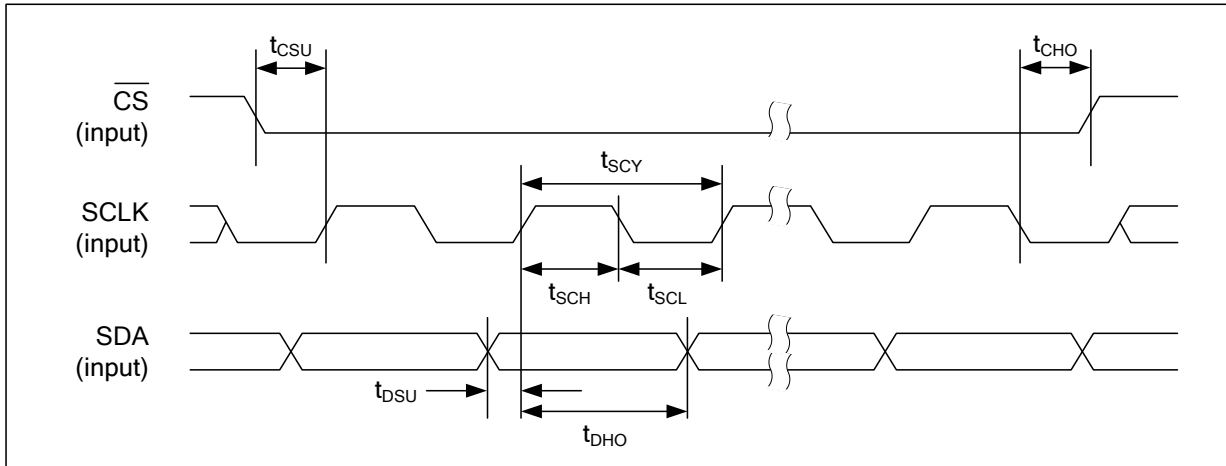 tCSU
tCHO
CS
(input)
tSCY
SCLK
(input)
tSCH
tSCL
SDA
(input)
tDSU
tDHO